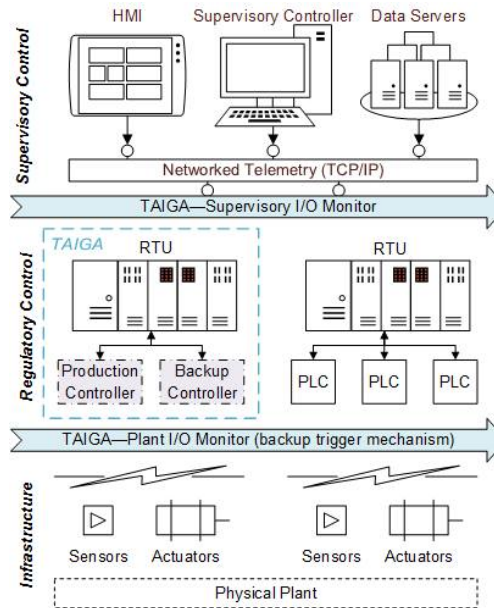 HMI
Supervisory Controller
Data Servers
Supervisory Control
Networked Telemetry (TCP/IP)
TAIGA—Supervisory I/O Monitor
TAIGA
RTU
RTU
Regulatory Control
Production
Controller
Backup
Controller
PLC
PLC
PLC
TAIGA—Plant I/O Monitor (backup trigger mechanism)
Infrastructure
Sensors
Actuators
Sensors
Actuators
Physical Plant